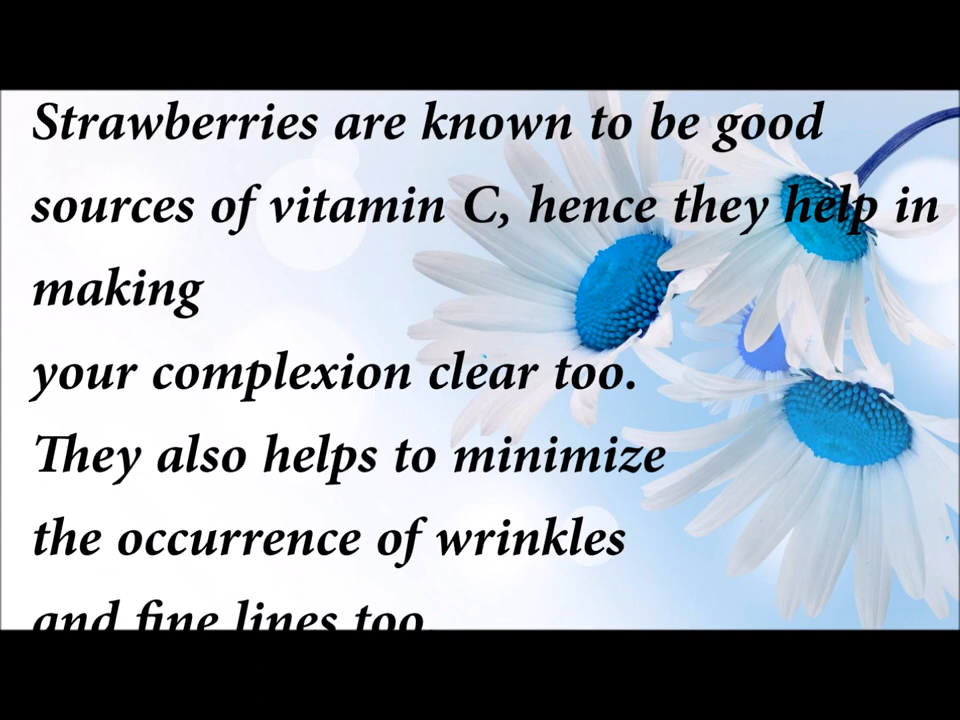 Strawberries are known to be good
sources of vitamin C, hence they help in
making
your complexion clear too.
They also helps to minimize
the occurrence of wrinkles
and fine lines too.